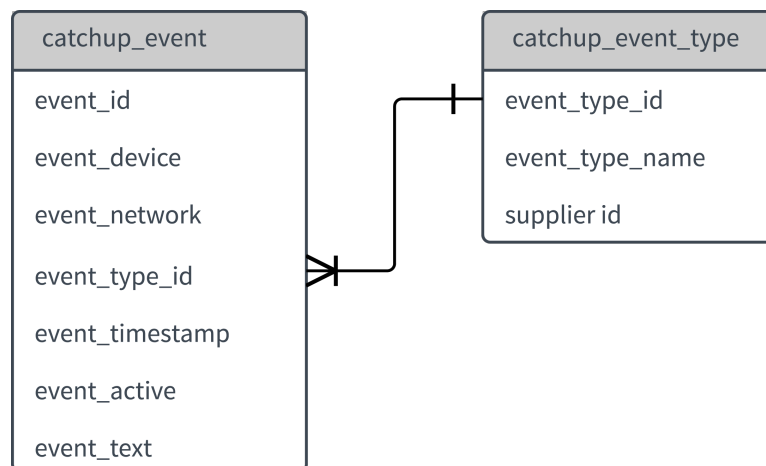 catchup_event
event_id
event_device
event_network
event_type_id
event_timestamp
event_active
event_text
catchup_event_type
event_type_id
event_type_name
supplier id